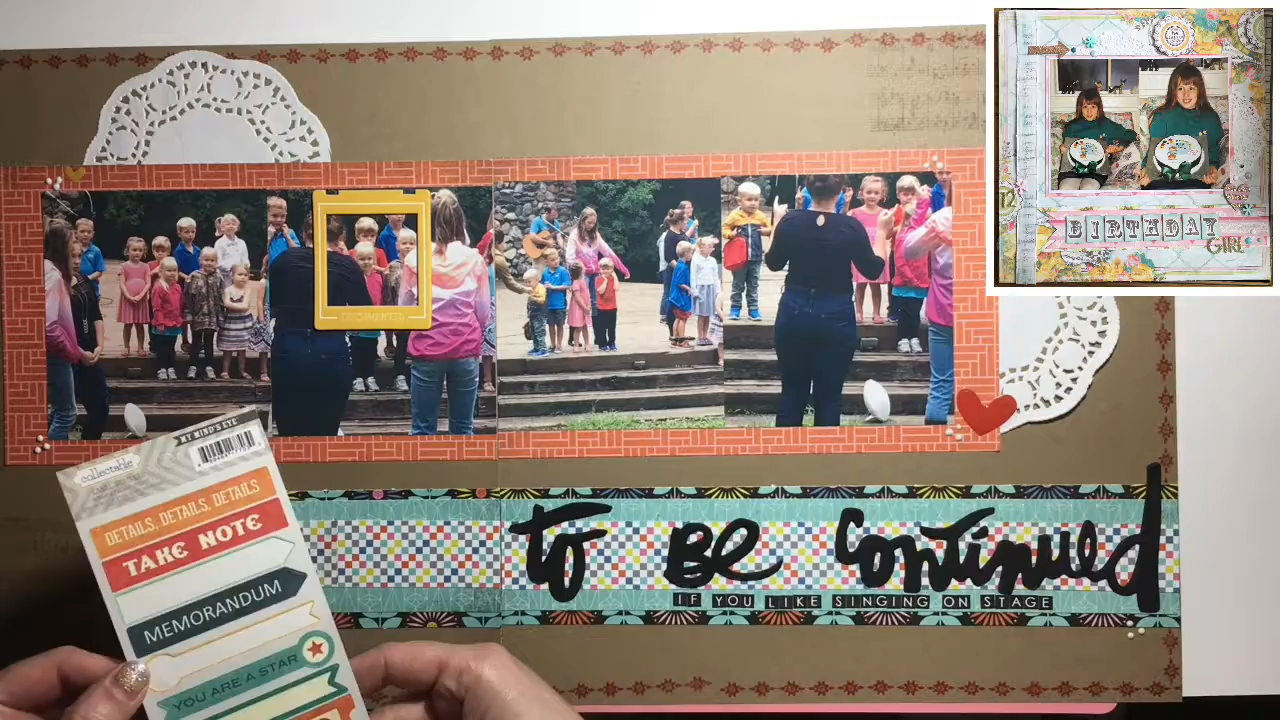 BIRTHDAY
GIRL
DOCUMENTED
MY MIND'S EYE
collectable
DETAILS, DETAILS, DETAILS
TAKE NOTE
MEMORANDUM
YOU ARE A STAR
to Be continued
IF YOU LIKE SINGING ON STAGE